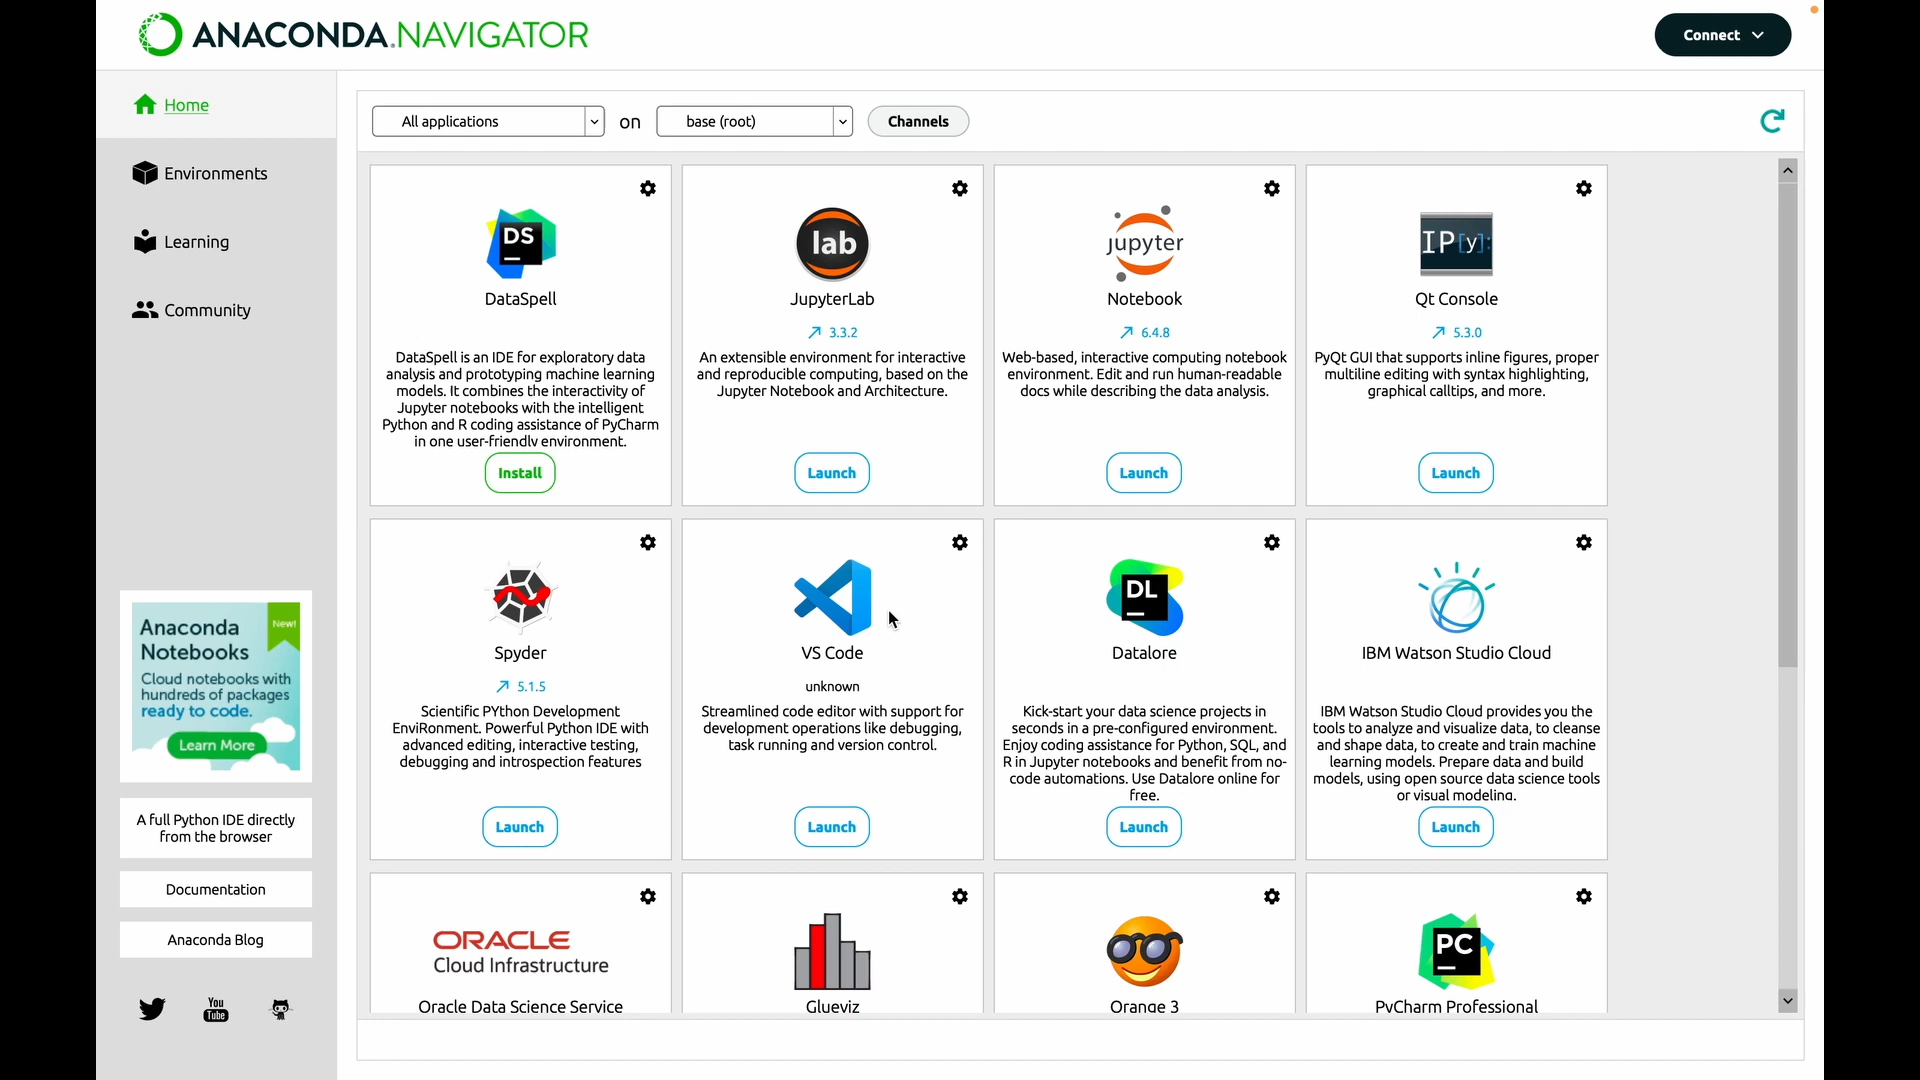 ANACONDA.NAVIGATOR
Connect
Home
Environments
Learning
Community
All applications
on
base (root)
Channels
DS
DataSpell
DataSpell is an IDE for exploratory data
analysis and prototyping machine learning
models. It combines the interactivity of
Jupyter notebooks with the intelligent
Python and R coding assistance of PyCharm
in one user-friendly environment.
Install
lab
JupyterLab
3.3.2
An extensible environment for interactive
and reproducible computing, based on the
Jupyter Notebook and Architecture.
Launch
jupyter
Notebook
6.4.8
Web-based, interactive computing notebook
environment. Edit and run human-readable
docs while describing the data analysis.
Launch
IP[y]:
Qt Console
5.3.0
PyQt GUI that supports inline figures, proper
multiline editing with syntax highlighting,
graphical calltips, and more.
Launch
Spyder
5.1.5
Scientific PYthon Development
EnviRonment. Powerful Python IDE with
advanced editing, interactive testing,
debugging and introspection features
Launch
VS Code
unknown
Streamlined code editor with support for
development operations like debugging,
task running and version control.
Launch
DL
Datalore
Kick-start your data science projects in
seconds in a pre-configured environment.
Enjoy coding assistance for Python, SQL, and
R in Jupyter notebooks and benefit from no-
code automations. Use Datalore online for
free.
Launch
IBM Watson Studio Cloud
IBM Watson Studio Cloud provides you the
tools to analyze and visualize data, to cleanse
and shape data, to create and train machine
learning models. Prepare data and build
models, using open source data science tools
or visual modeling.
Launch
ORACLE
Cloud Infrastructure
Oracle Data Science Service
Glueviz
Orange 3
PC
PyCharm Professional
New!
Anaconda
Notebooks
Cloud notebooks with
hundreds of packages
ready to code.
Learn More
A full Python IDE directly
from the browser
Documentation
Anaconda Blog
You
Tube